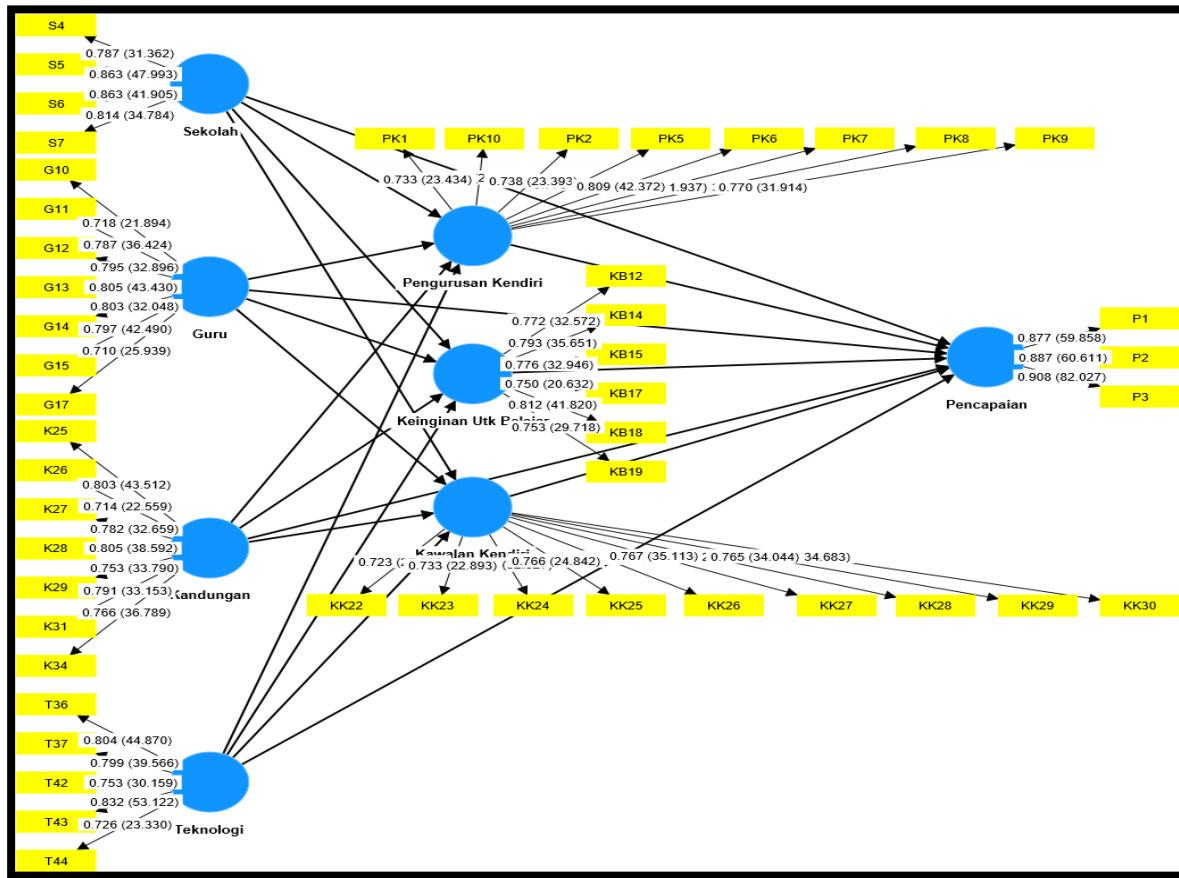 S4
0.787 (31.362)
S5
0.863 (47.993)
S6
0.863 (41.905)
0.814 (34.784)
S7
Sekolah
G10
G11
0.718 (21.894)
G12
0.787 (36.424)
0.795 (32.896)
G13
0.805 (43.430)
0.803 (32.048)
G14
0.797 (42.490)
0.710 (25.939)
G15
G17
Guru
K25
K26
0.803 (43.512)
K27
0.714 (22.559)
0.782 (32.659)
K28
0.805 (38.592)
0.753 (33.790)
K29
0.791 (33.153)
0.766 (36.789)
K31
K34
Kandungan
T36
T37
0.804 (44.870)
0.799 (39.566)
T42
0.753 (30.159)
0.832 (53.122)
T43
0.726 (23.330)
T44
Teknologi
PK1 PK10 PK2 PK5 PK6 PK7 PK8 PK9
0.733 (23.434) 0.738 (23.393) 0.809 (42.372) 1.937) 0.770 (31.914)
Pengurusan Kendiri
KB12
0.772 (32.572)
KB14
0.793 (35.651)
KB15
0.776 (32.946)
0.750 (20.632)
KB17
0.812 (41.820)
0.753 (29.718)
KB18
KB19
Keinginan Utk Belajar
Kawalan Kendiri
0.723 ( 0.733 (22.893) 0.766 (24.842) 0.767 (35.113) 0.765 (34.044) 34.683)
KK22 KK23 KK24 KK25 KK26 KK27 KK28 KK29 KK30
P1
0.877 (59.858)
P2
0.887 (60.611)
0.908 (82.027)
P3
Pencapaian